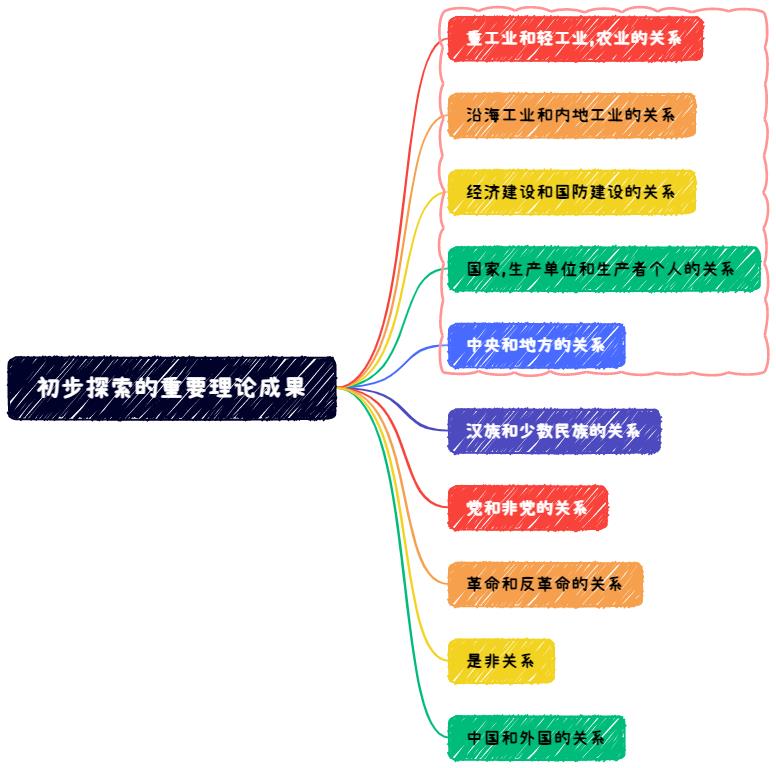 重工业和轻工业,农业的关系
沿海工业和内地工业的关系
经济建设和国防建设的关系
国家,生产单位和生产者个人的关系
中央和地方的关系
初步探索的重要理论成果
汉族和少数民族的关系
党和非党的关系
革命和反革命的关系
是非关系
中国和外国的关系